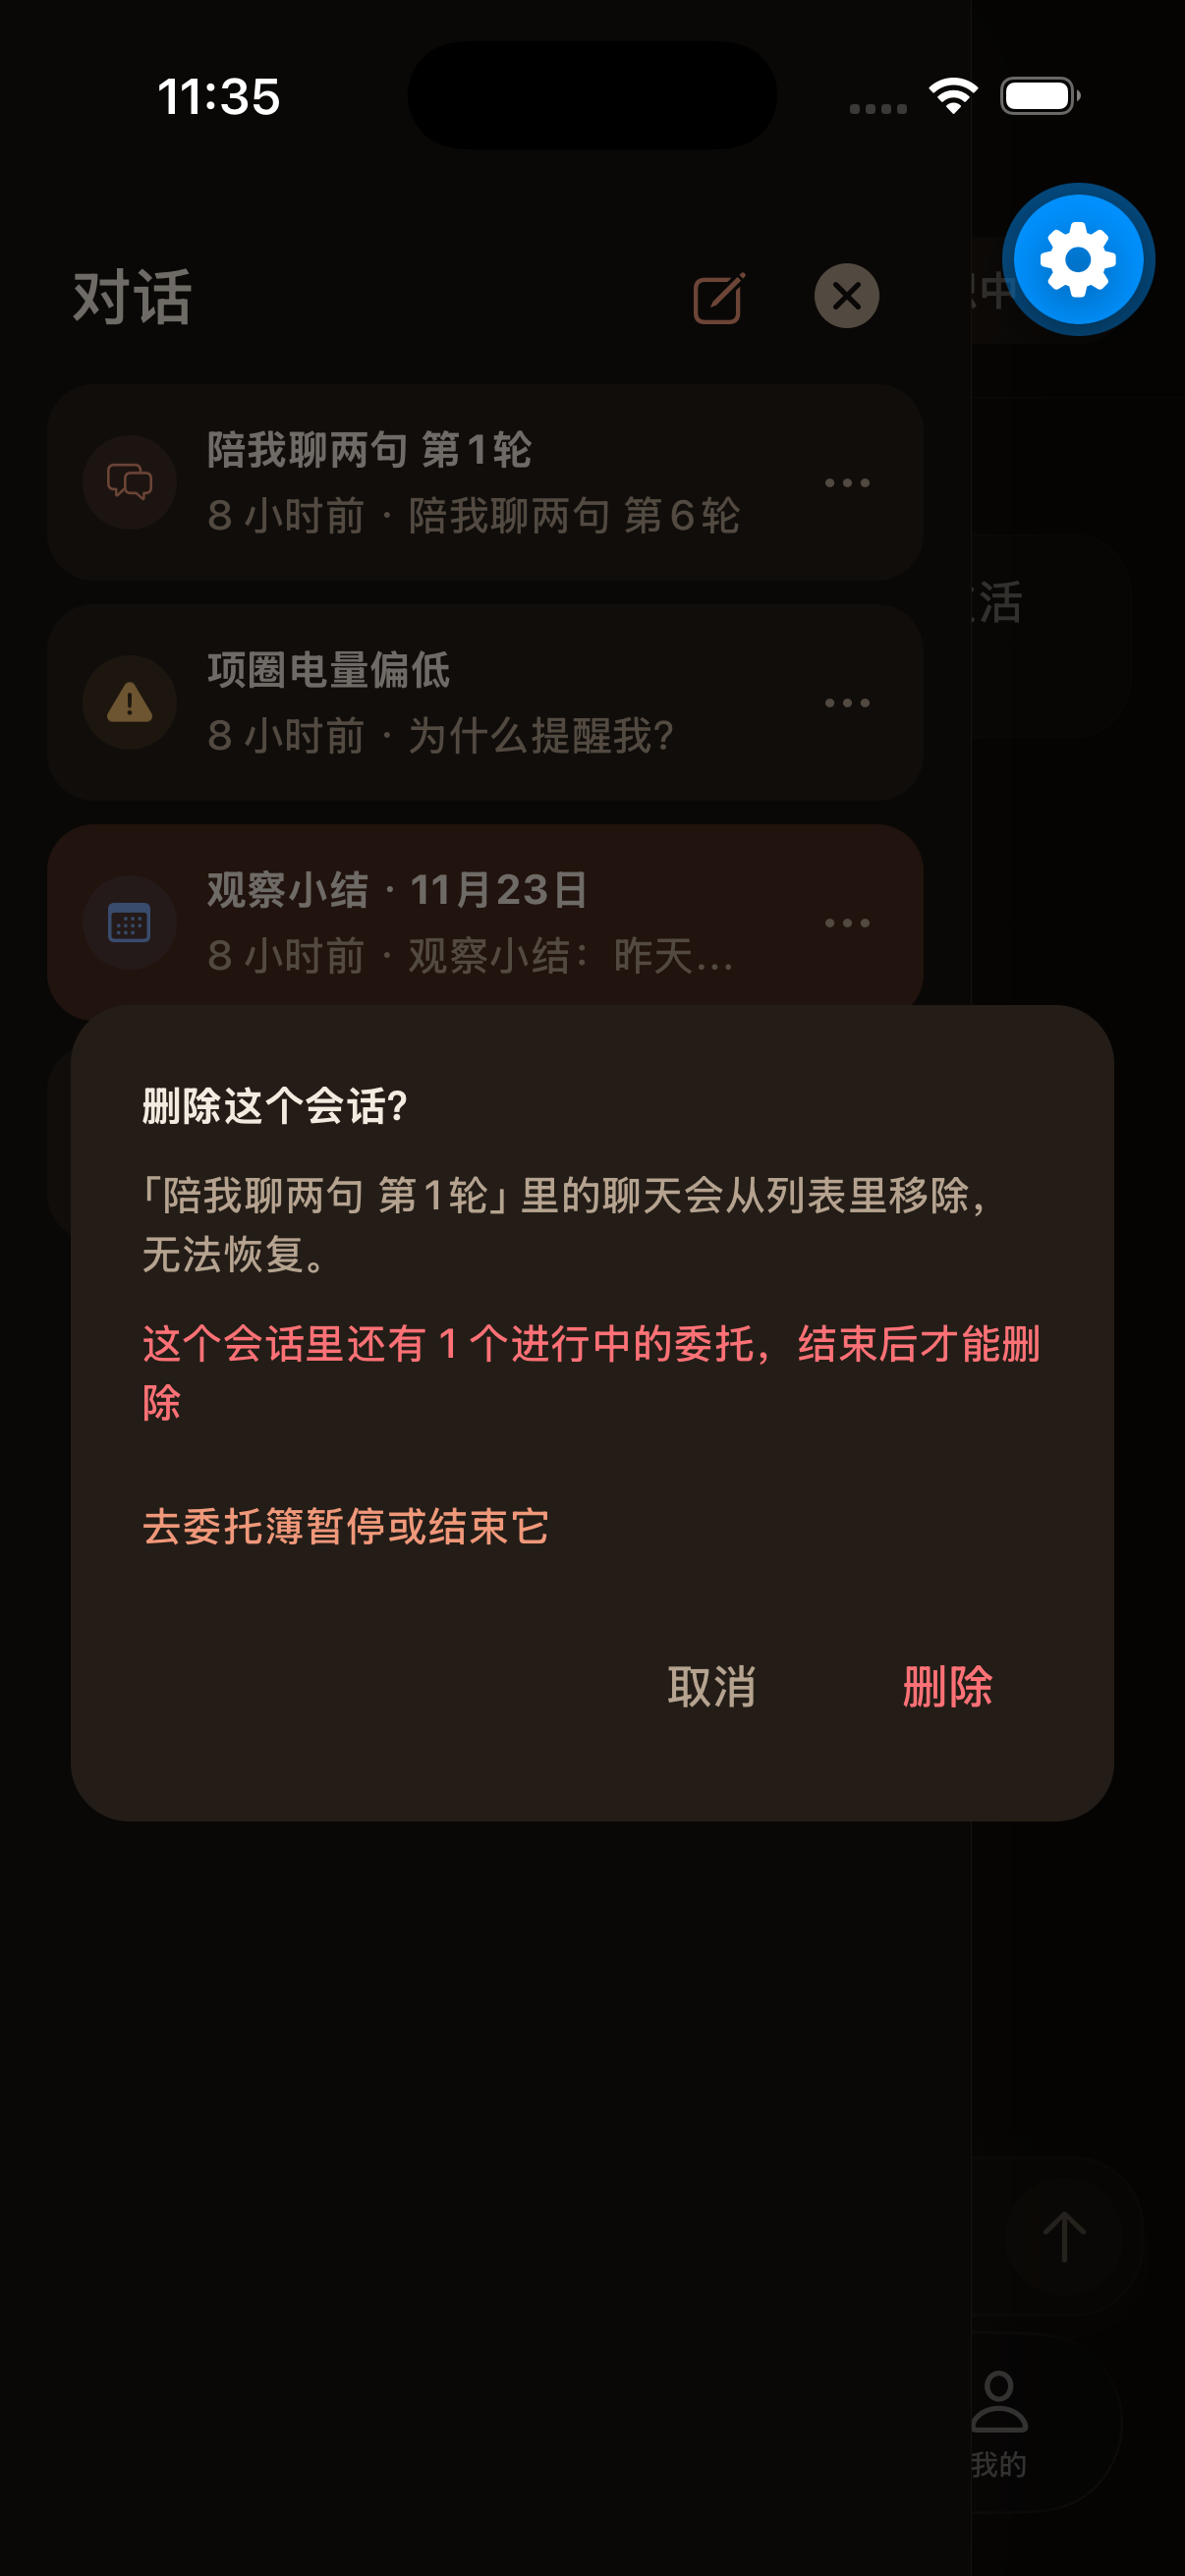 11:35
对话
中
陪我聊两句 第1轮
8 小时前 · 陪我聊两句 第6轮
活
项圈电量偏低
8 小时前 · 为什么提醒我?
观察小结 · 11月23日
8 小时前 · 观察小结：昨天...
删除这个会话?
「陪我聊两句 第1轮」里的聊天会从列表里移除，
无法恢复。
这个会话里还有 1 个进行中的委托，结束后才能删
除
去委托簿暂停或结束它
取消 删除
我的